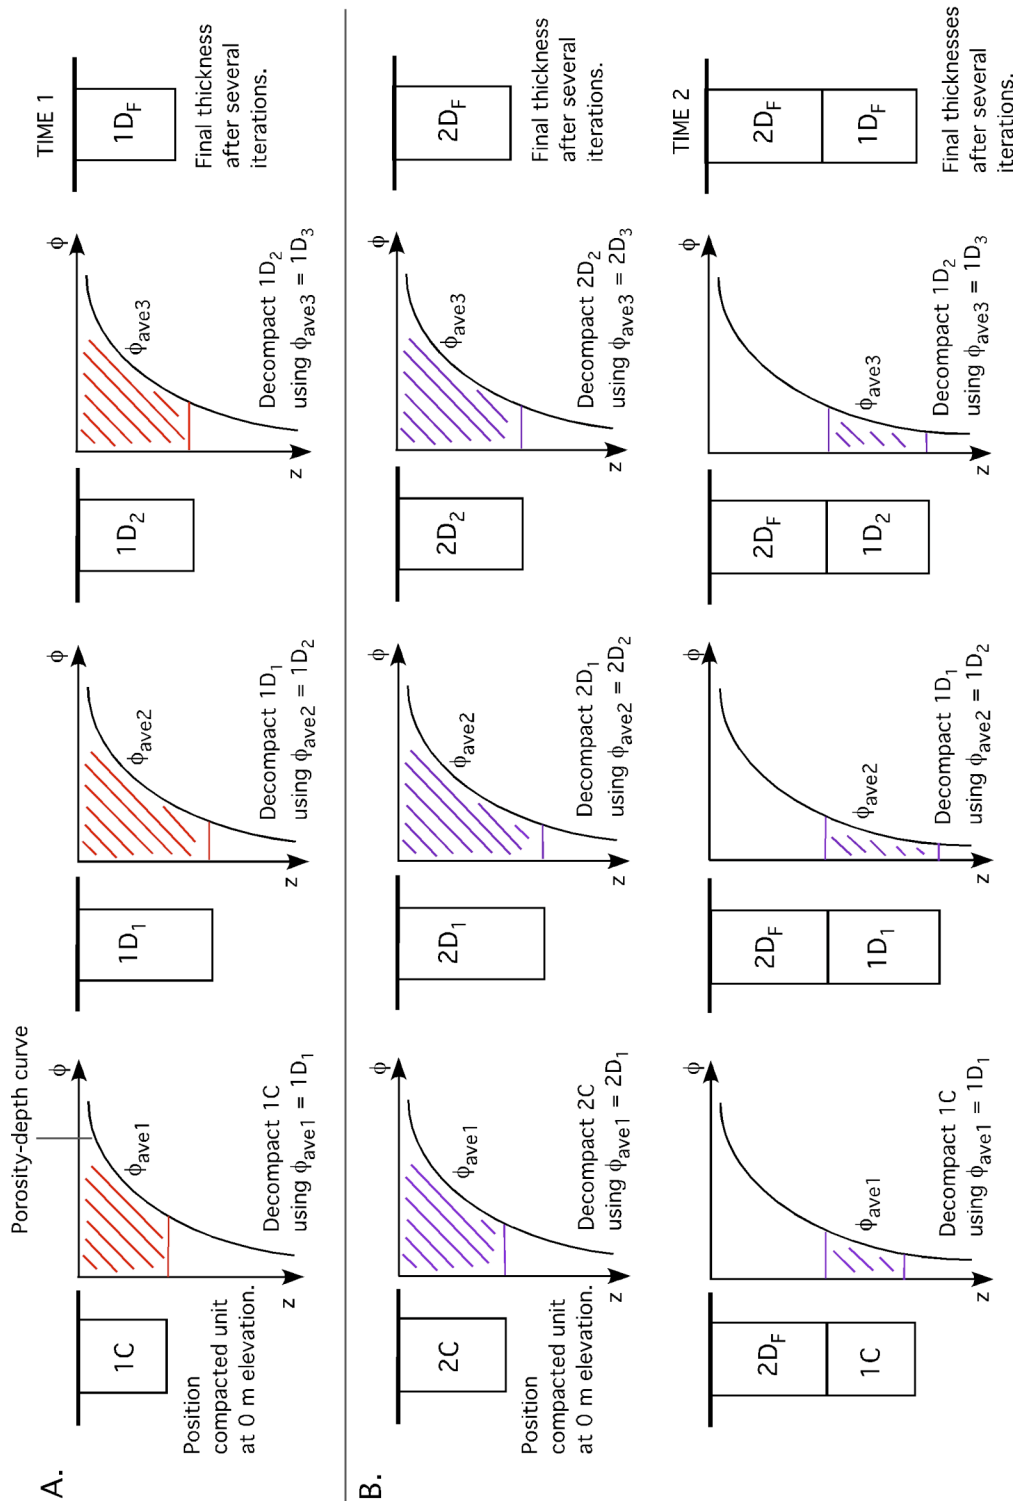 A.
Porosity-depth curve
TIME 1
1C
Position
compacted unit
at 0 m elevation.
ϕ
z
ϕave1
Decompact 1C
using ϕave1 = 1D1
1D1
ϕ
z
ϕave2
Decompact 1D1
using ϕave2 = 1D2
1D2
ϕ
z
ϕave3
Decompact 1D2
using ϕave3 = 1D3
1DF
Final thickness
after several
iterations.
B.
2C
Position
compacted unit
at 0 m elevation.
ϕ
z
ϕave1
Decompact 2C
using ϕave1 = 2D1
2D1
ϕ
z
ϕave2
Decompact 2D1
using ϕave2 = 2D2
2D2
ϕ
z
ϕave3
Decompact 2D2
using ϕave3 = 2D3
2DF
Final thickness
after several
iterations.
TIME 2
2DF
1C
ϕ
z
ϕave1
Decompact 1C
using ϕave1 = 1D1
2DF
1D1
ϕ
z
ϕave2
Decompact 1D1
using ϕave2 = 1D2
2DF
1D2
ϕ
z
ϕave3
Decompact 1D2
using ϕave3 = 1D3
2DF
1DF
Final thicknesses
after several
iterations.